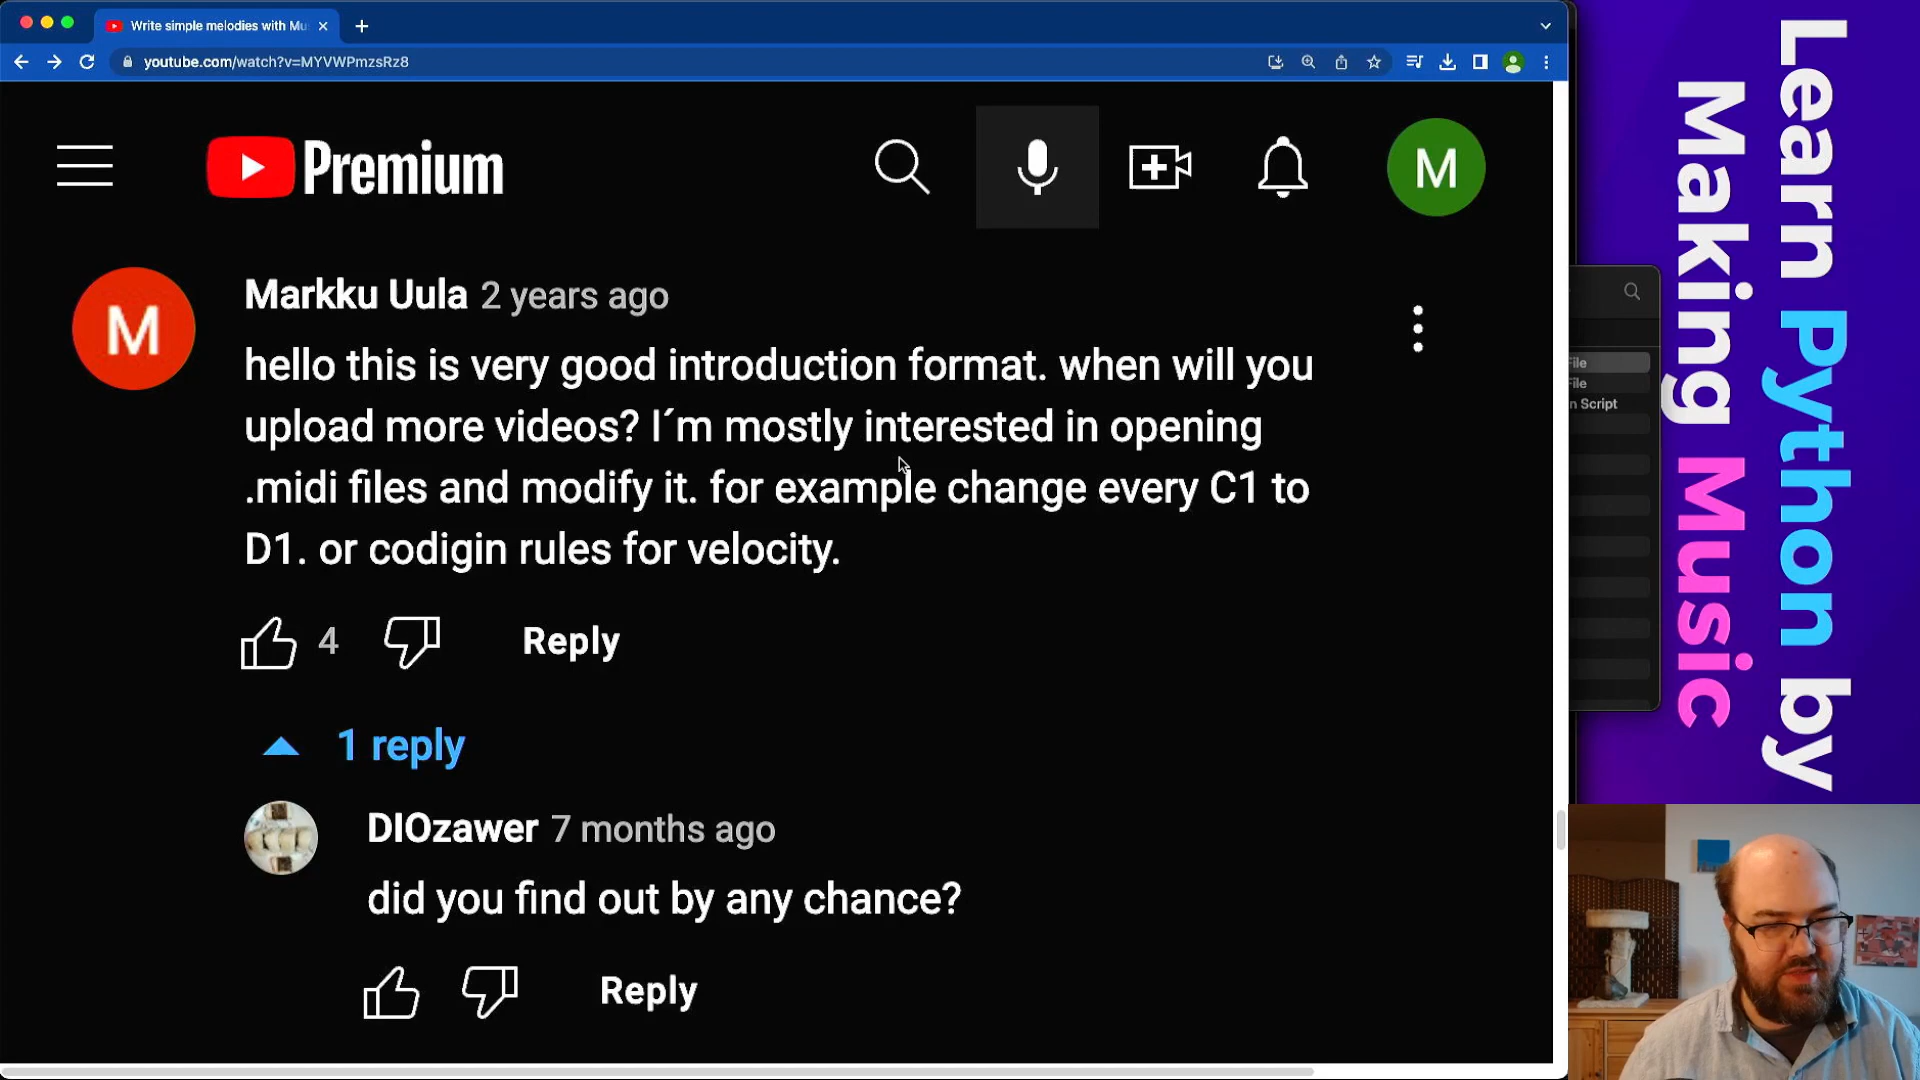 Write simple melodies with Mu
youtube.com/watch?v=MYVWPmzsRz8
Premium
M
M
Markku Uula 2 years ago
hello this is very good introduction format. when will you
upload more videos? I´m mostly interested in opening
.midi files and modify it. for example change every C1 to
D1. or codigin rules for velocity.
4
Reply
1 reply
DIOzawer 7 months ago
did you find out by any chance?
Reply
File
File
n Script
Learn Python by
Making Music